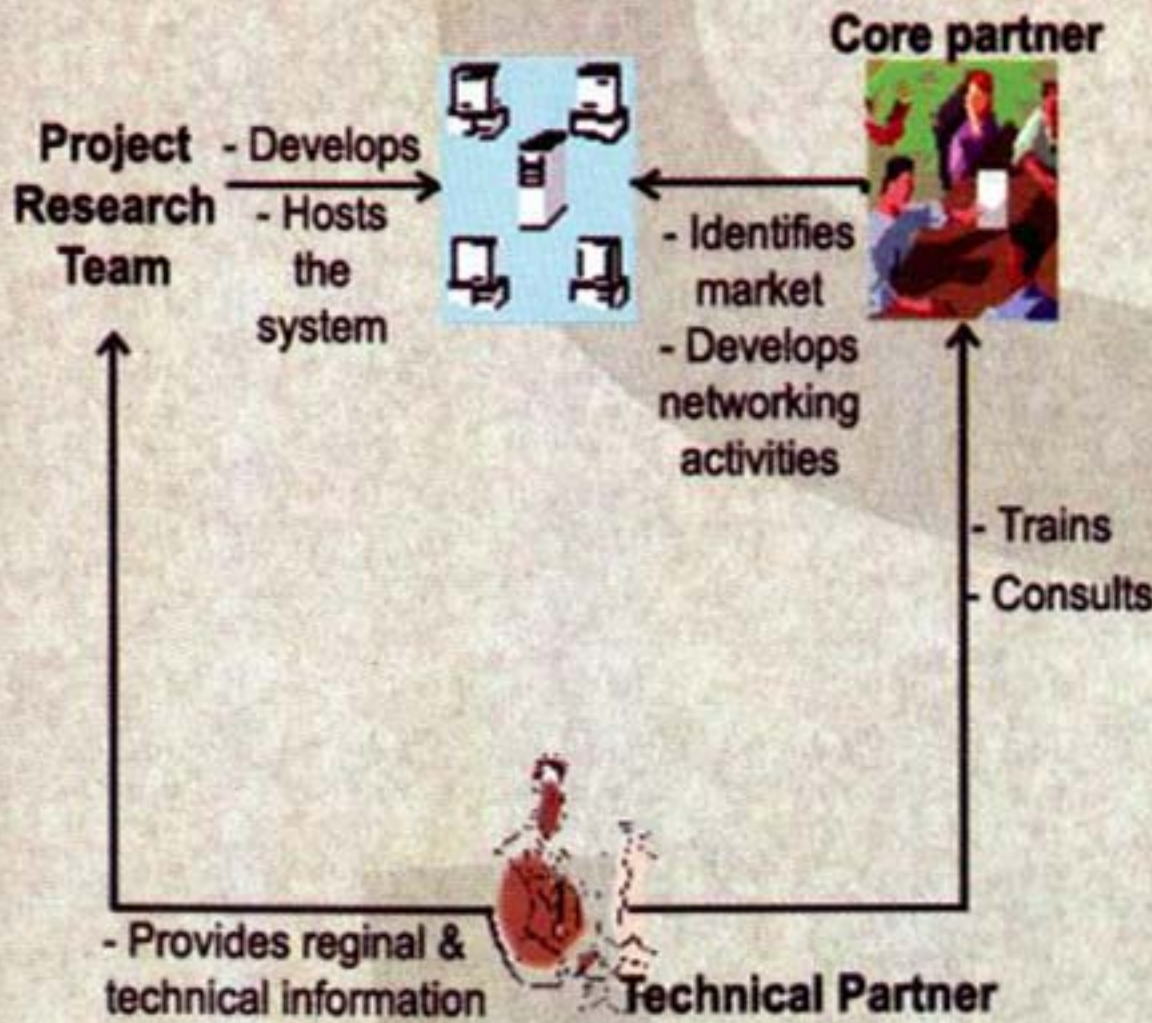 Core partner
Project
Research
Team
- Develops
- Hosts
the
system
- Identifies
market
- Develops
networking
activities
- Trains
- Consults
- Provides reginal &
technical information
Technical Partner